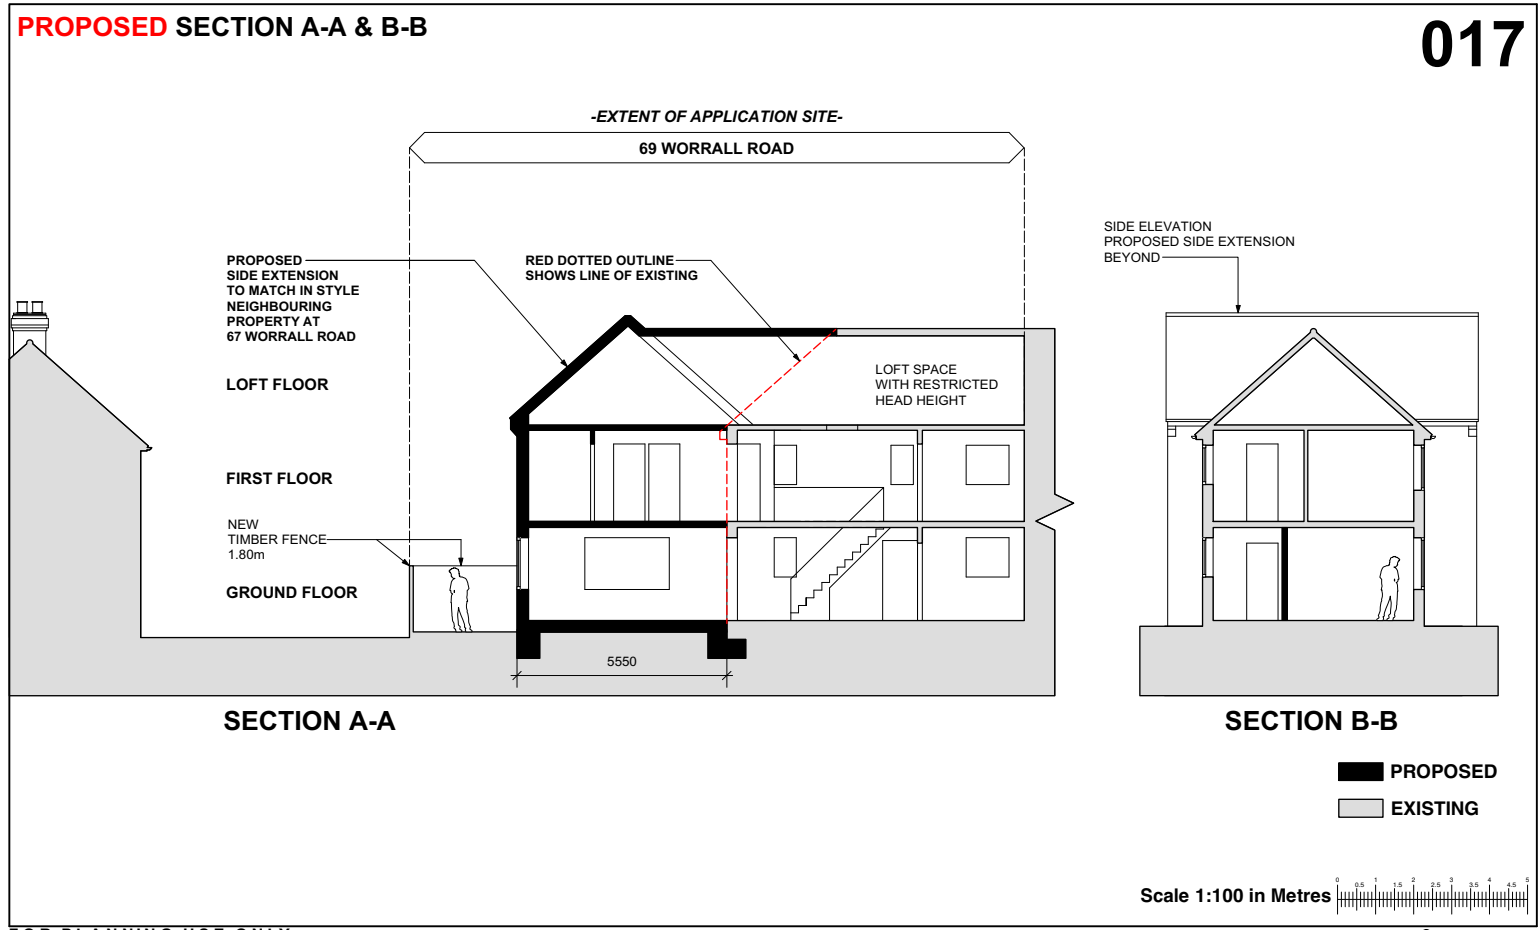 PROPOSED SECTION A-A & B-B
017
-EXTENT OF APPLICATION SITE-
69 WORRALL ROAD
PROPOSED
SIDE EXTENSION
TO MATCH IN STYLE
NEIGHBOURING
PROPERTY AT
67 WORRALL ROAD
RED DOTTED OUTLINE
SHOWS LINE OF EXISTING
SIDE ELEVATION
PROPOSED SIDE EXTENSION
BEYOND
LOFT FLOOR
LOFT SPACE
WITH RESTRICTED
HEAD HEIGHT
FIRST FLOOR
NEW
TIMBER FENCE
1.80m
GROUND FLOOR
5550
SECTION A-A
SECTION B-B
PROPOSED
EXISTING
Scale 1:100 in Metres
0 0.5 1 1.5 2 2.5 3 3.5 4 4.5 5
FOR PLANNING USE ONLY